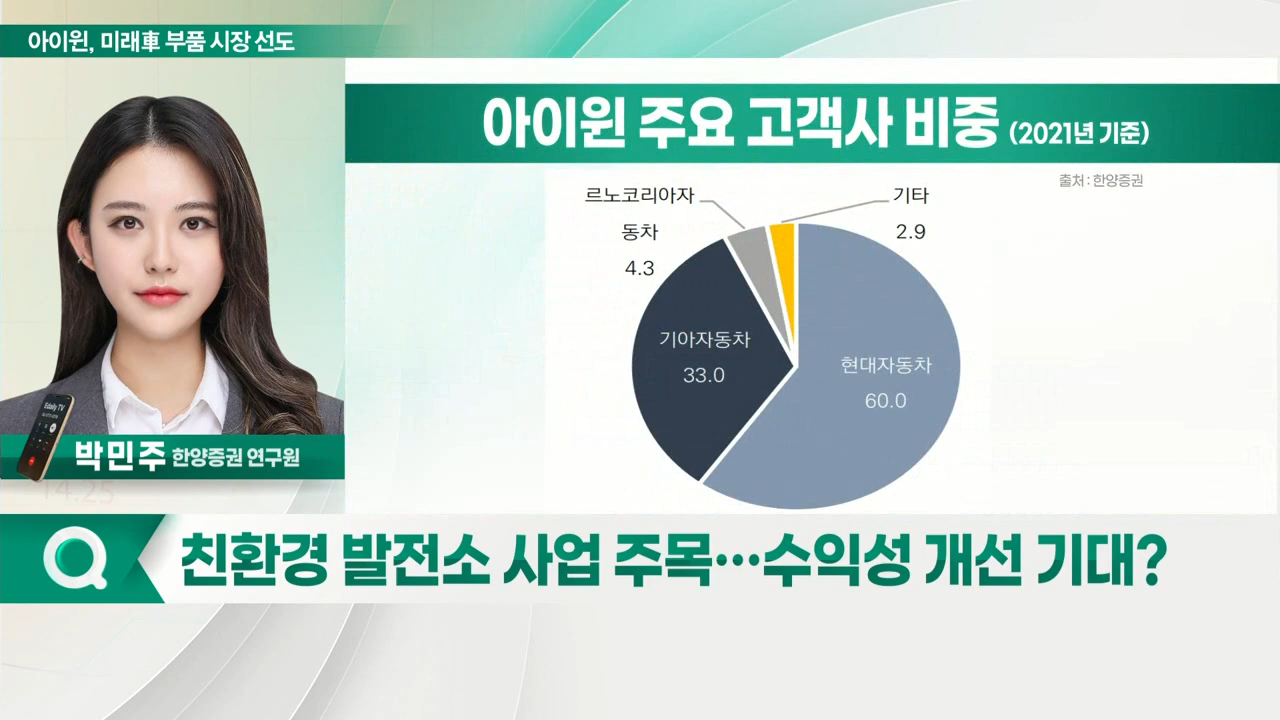 아이윈, 미래車 부품 시장 선도
아이윈 주요 고객사 비중 (2021년 기준)
출처 : 한양증권
르노코리아자
동차
4.3
기타
2.9
기아자동차
33.0
현대자동차
60.0
Edaily TV
박민주 한양증권 연구원
14.25
Q
친환경 발전소 사업 주목…수익성 개선 기대?